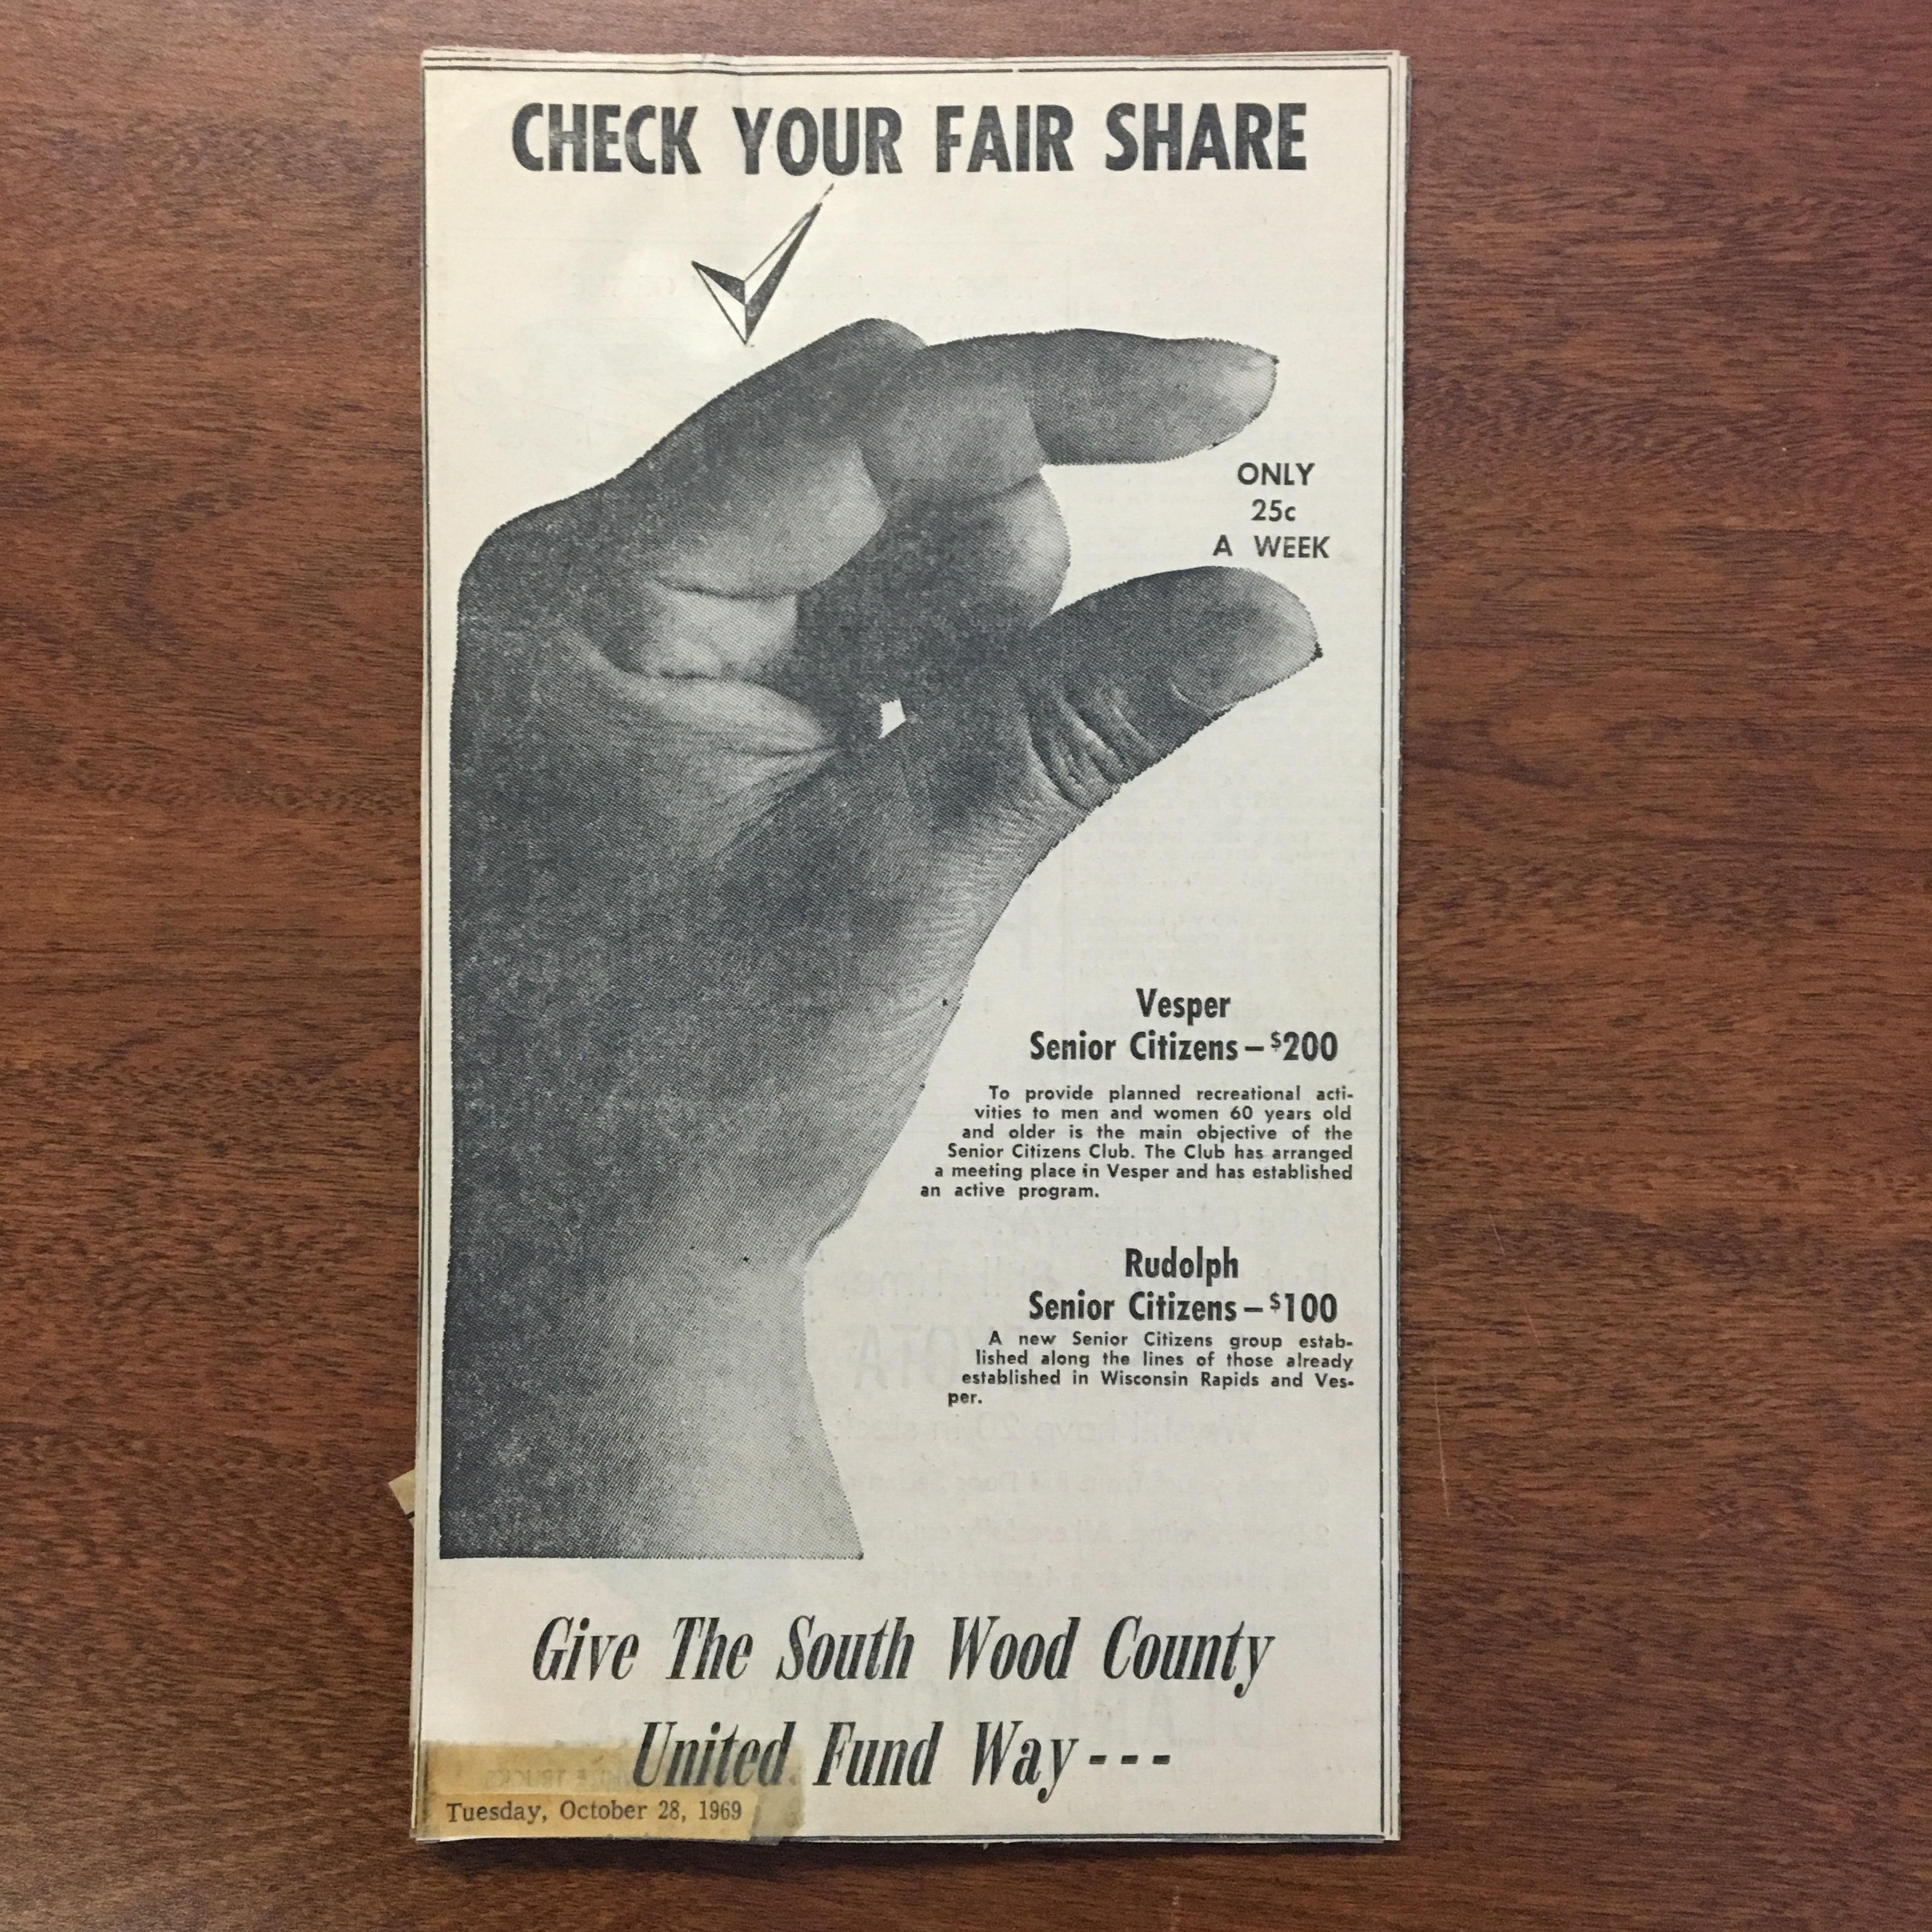 CHECK YOUR FAIR SHARE
ONLY
25c
A WEEK
Vesper
Senior Citizens – $200
To provide planned recreational acti-
vities to men and women 60 years old
and older is the main objective of the
Senior Citizens Club. The Club has arranged
a meeting place in Vesper and has established
an active program.
Rudolph
Senior Citizens – $100
A new Senior Citizens group estab-
lished along the lines of those already
established in Wisconsin Rapids and Ves-
per.
Give The South Wood County
United Fund Way - - -
Tuesday, October 28, 1969